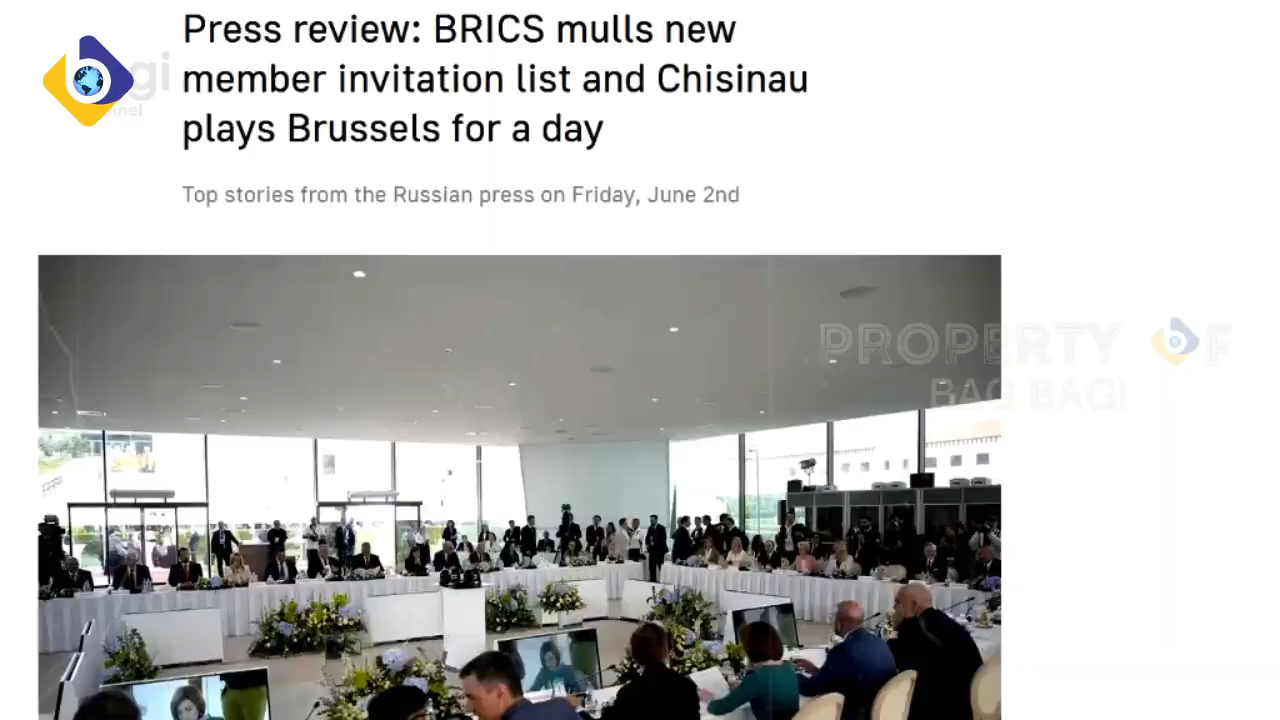 Press review: BRICS mulls new
member invitation list and Chisinau
plays Brussels for a day
Top stories from the Russian press on Friday, June 2nd
PROPERTY OF
BAG BAGI